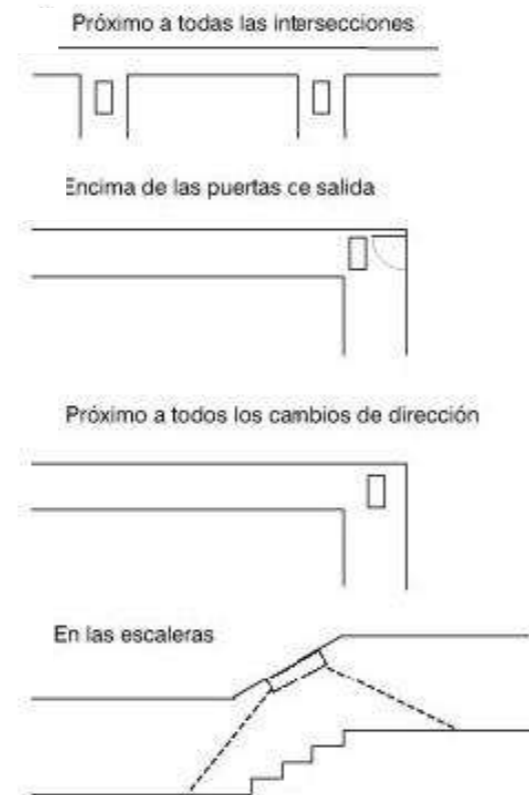 Próximo a todas las intersecciones
Encima de las puertas ce salida
Próximo a todos los cambios de dirección
En las escaleras